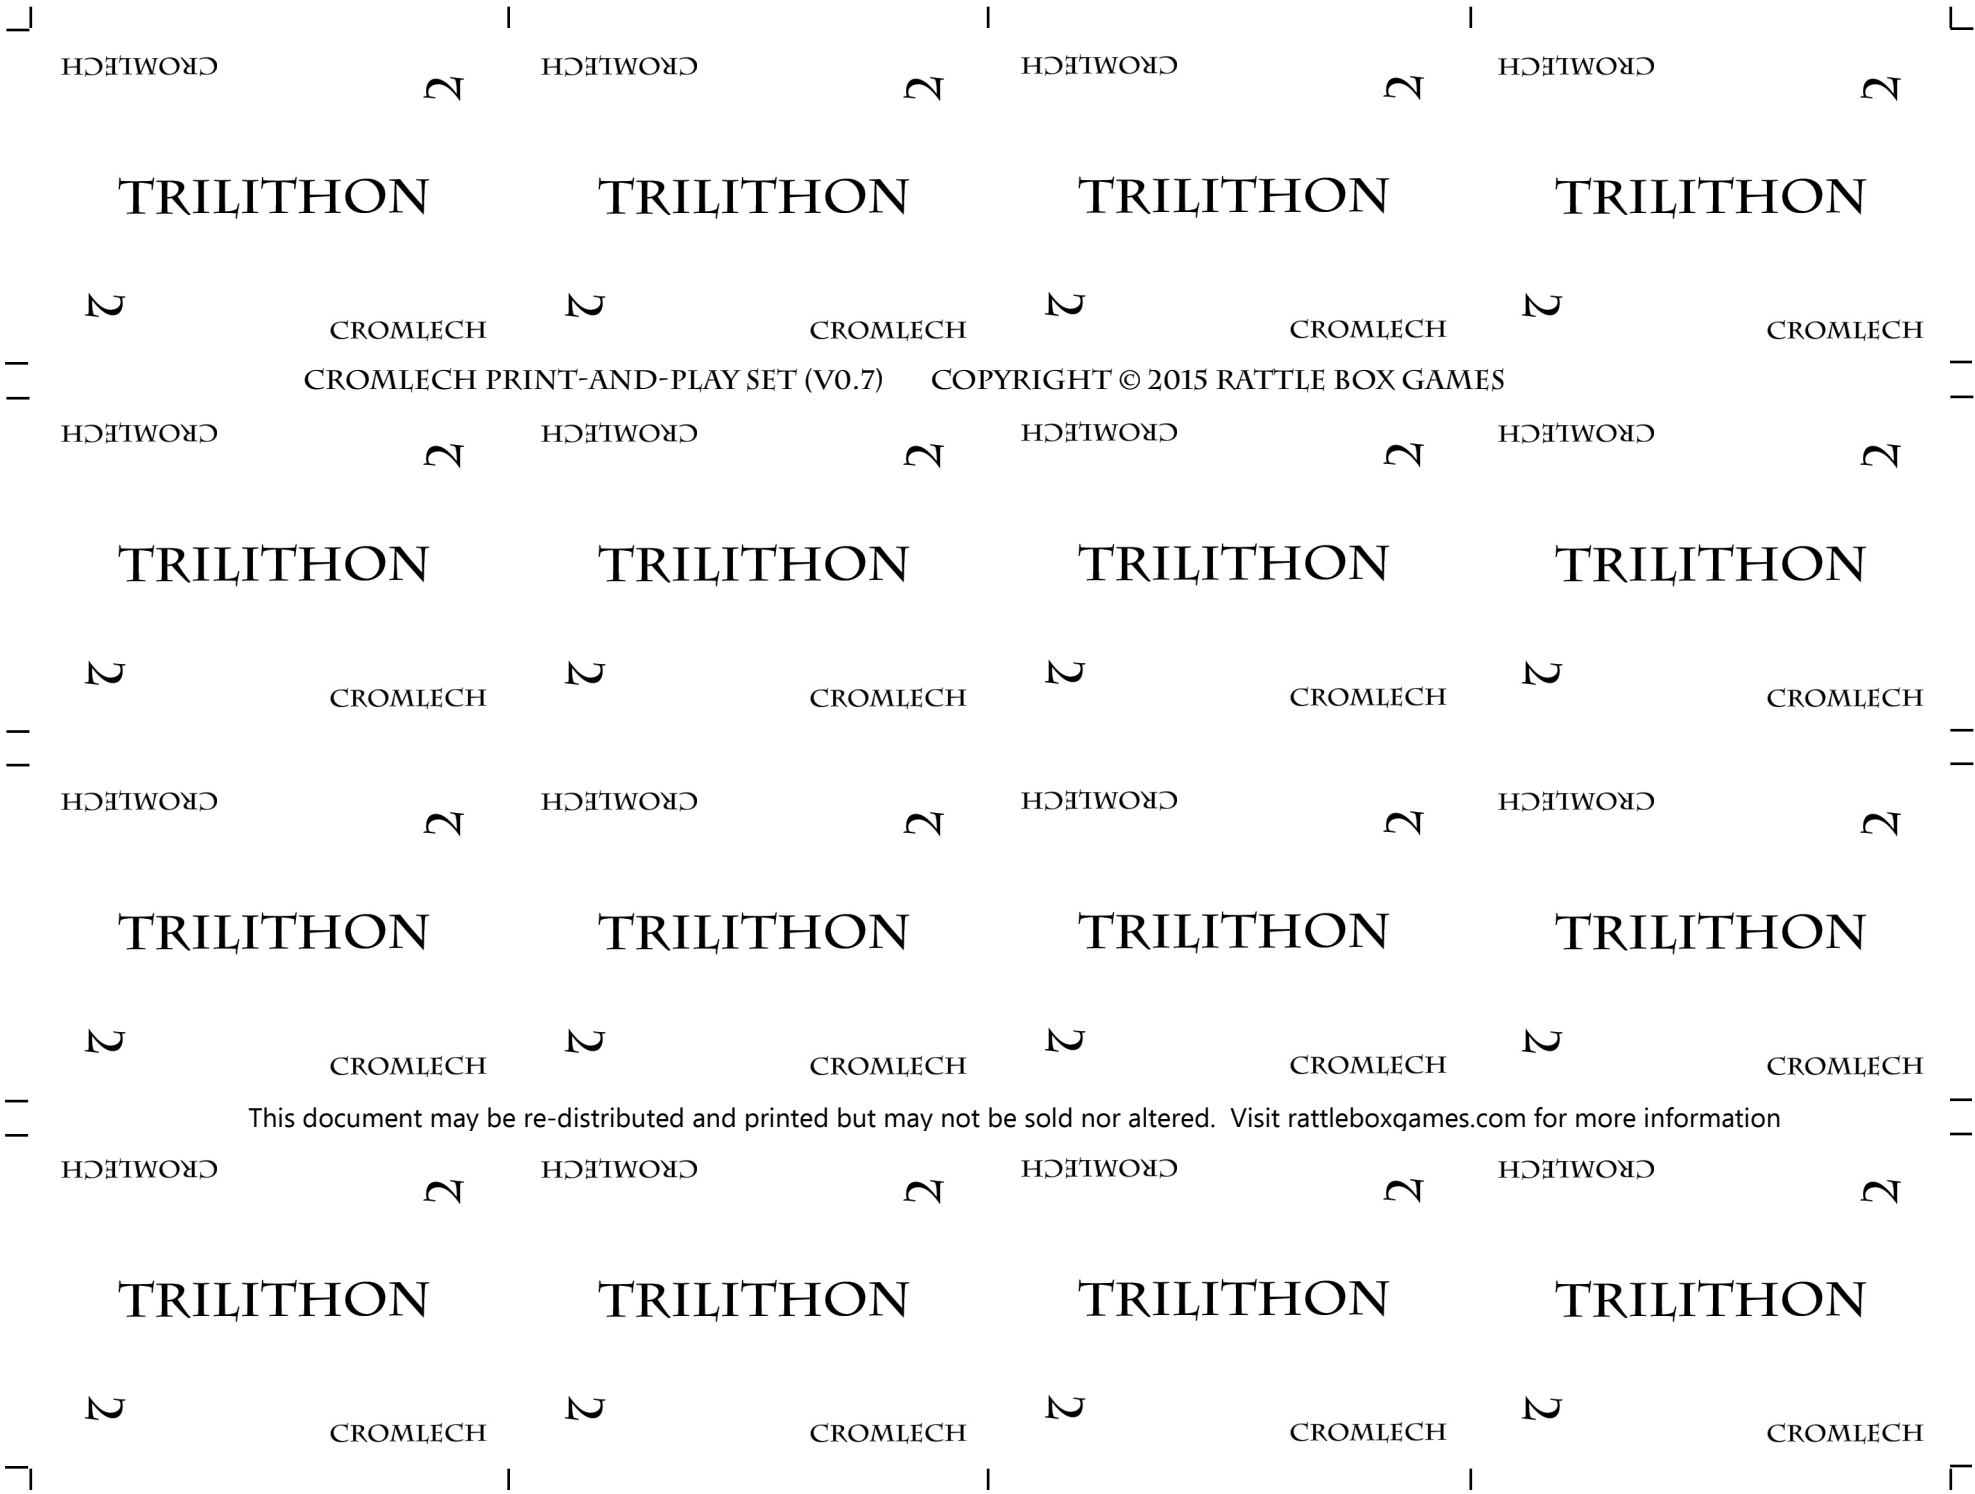 CROMLECH 2 CROMLECH 2 CROMLECH 2 CROMLECH 2
TRILITHON TRILITHON TRILITHON TRILITHON
2 CROMLECH 2 CROMLECH 2 CROMLECH 2 CROMLECH
CROMLECH PRINT-AND-PLAY SET (V0.7) COPYRIGHT © 2015 RATTLE BOX GAMES
CROMLECH 2 CROMLECH 2 CROMLECH 2 CROMLECH 2
TRILITHON TRILITHON TRILITHON TRILITHON
2 CROMLECH 2 CROMLECH 2 CROMLECH 2 CROMLECH
CROMLECH 2 CROMLECH 2 CROMLECH 2 CROMLECH 2
TRILITHON TRILITHON TRILITHON TRILITHON
2 CROMLECH 2 CROMLECH 2 CROMLECH 2 CROMLECH
This document may be re-distributed and printed but may not be sold nor altered. Visit rattleboxgames.com for more information
CROMLECH 2 CROMLECH 2 CROMLECH 2 CROMLECH 2
TRILITHON TRILITHON TRILITHON TRILITHON
2 CROMLECH 2 CROMLECH 2 CROMLECH 2 CROMLECH